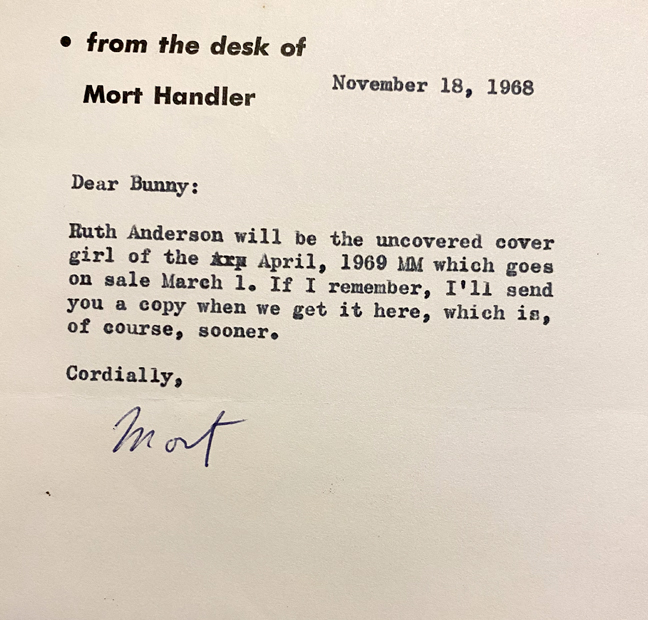 • from the desk of
Mort Handler
November 18, 1968
Dear Bunny:
Ruth Anderson will be the uncovered cover
girl of the April, 1969 MM which goes
on sale March 1. If I remember, I'll send
you a copy when we get it here, which is,
of course, sooner.
Cordially,
Mort